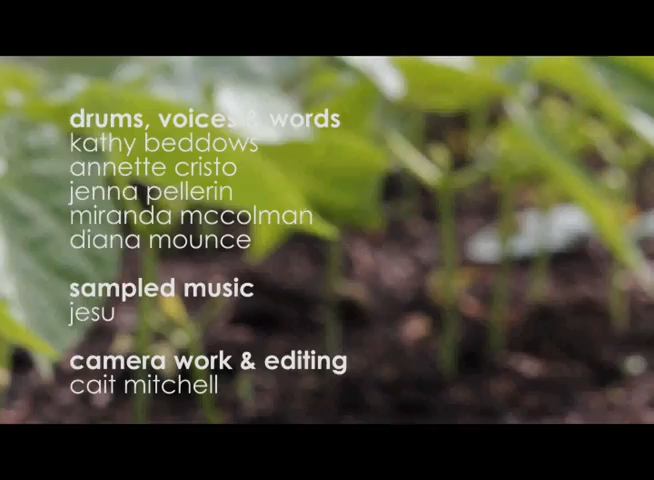 drums, voices & words
kathy beddows
annette cristo
jenna pellerin
miranda mccolman
diana mounce
sampled music
jesu
camera work & editing
cait mitchell